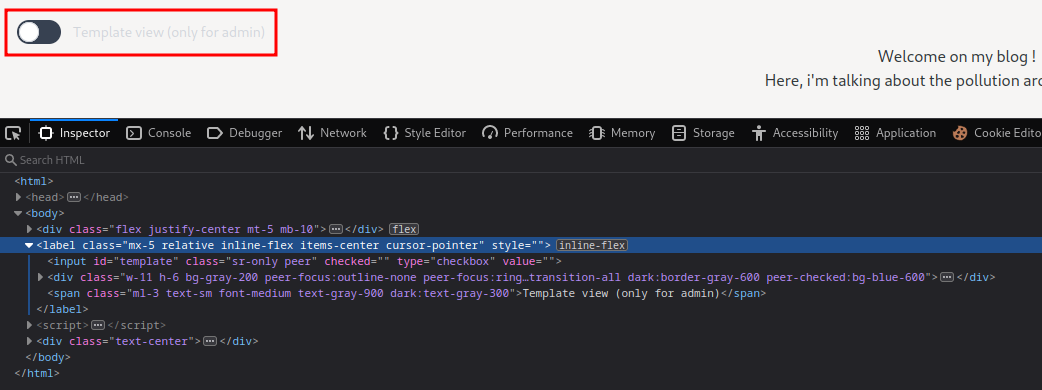 Template view (only for admin)
Welcome on my blog !
Here, i'm talking about the pollution arc
Inspector Console Debugger Network Style Editor Performance Memory Storage Accessibility Application Cookie Edito
Search HTML
<html>
<head>···</head>
<body>
<div class="flex justify-center mt-5 mb-10">···</div> flex
<label class="mx-5 relative inline-flex items-center cursor-pointer" style=""> inline-flex
<input id="template" class="sr-only peer" checked="" type="checkbox" value="">
<div class="w-11 h-6 bg-gray-200 peer-focus:outline-none peer-focus:ring…transition-all dark:border-gray-600 peer-checked:bg-blue-600">···</div>
<span class="ml-3 text-sm font-medium text-gray-900 dark:text-gray-300">Template view (only for admin)</span>
</label>
<script>···</script>
<div class="text-center">···</div>
</body>
</html>